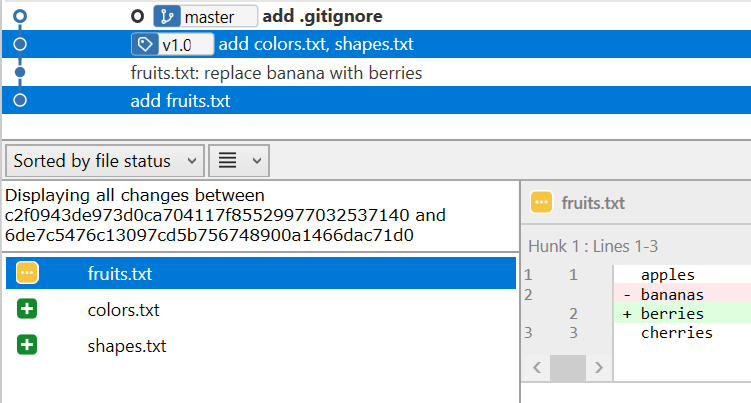 master add .gitignore
v1.0 add colors.txt, shapes.txt
fruits.txt: replace banana with berries
add fruits.txt
Sorted by file status
Displaying all changes between
c2f0943de973d0ca704117f85529977032537140 and
6de7c5476c13097cd5b756748900a1466dac71d0
fruits.txt
colors.txt
shapes.txt
fruits.txt
Hunk 1 : Lines 1-3
1 1 apples
2 - bananas
2 + berries
3 3 cherries